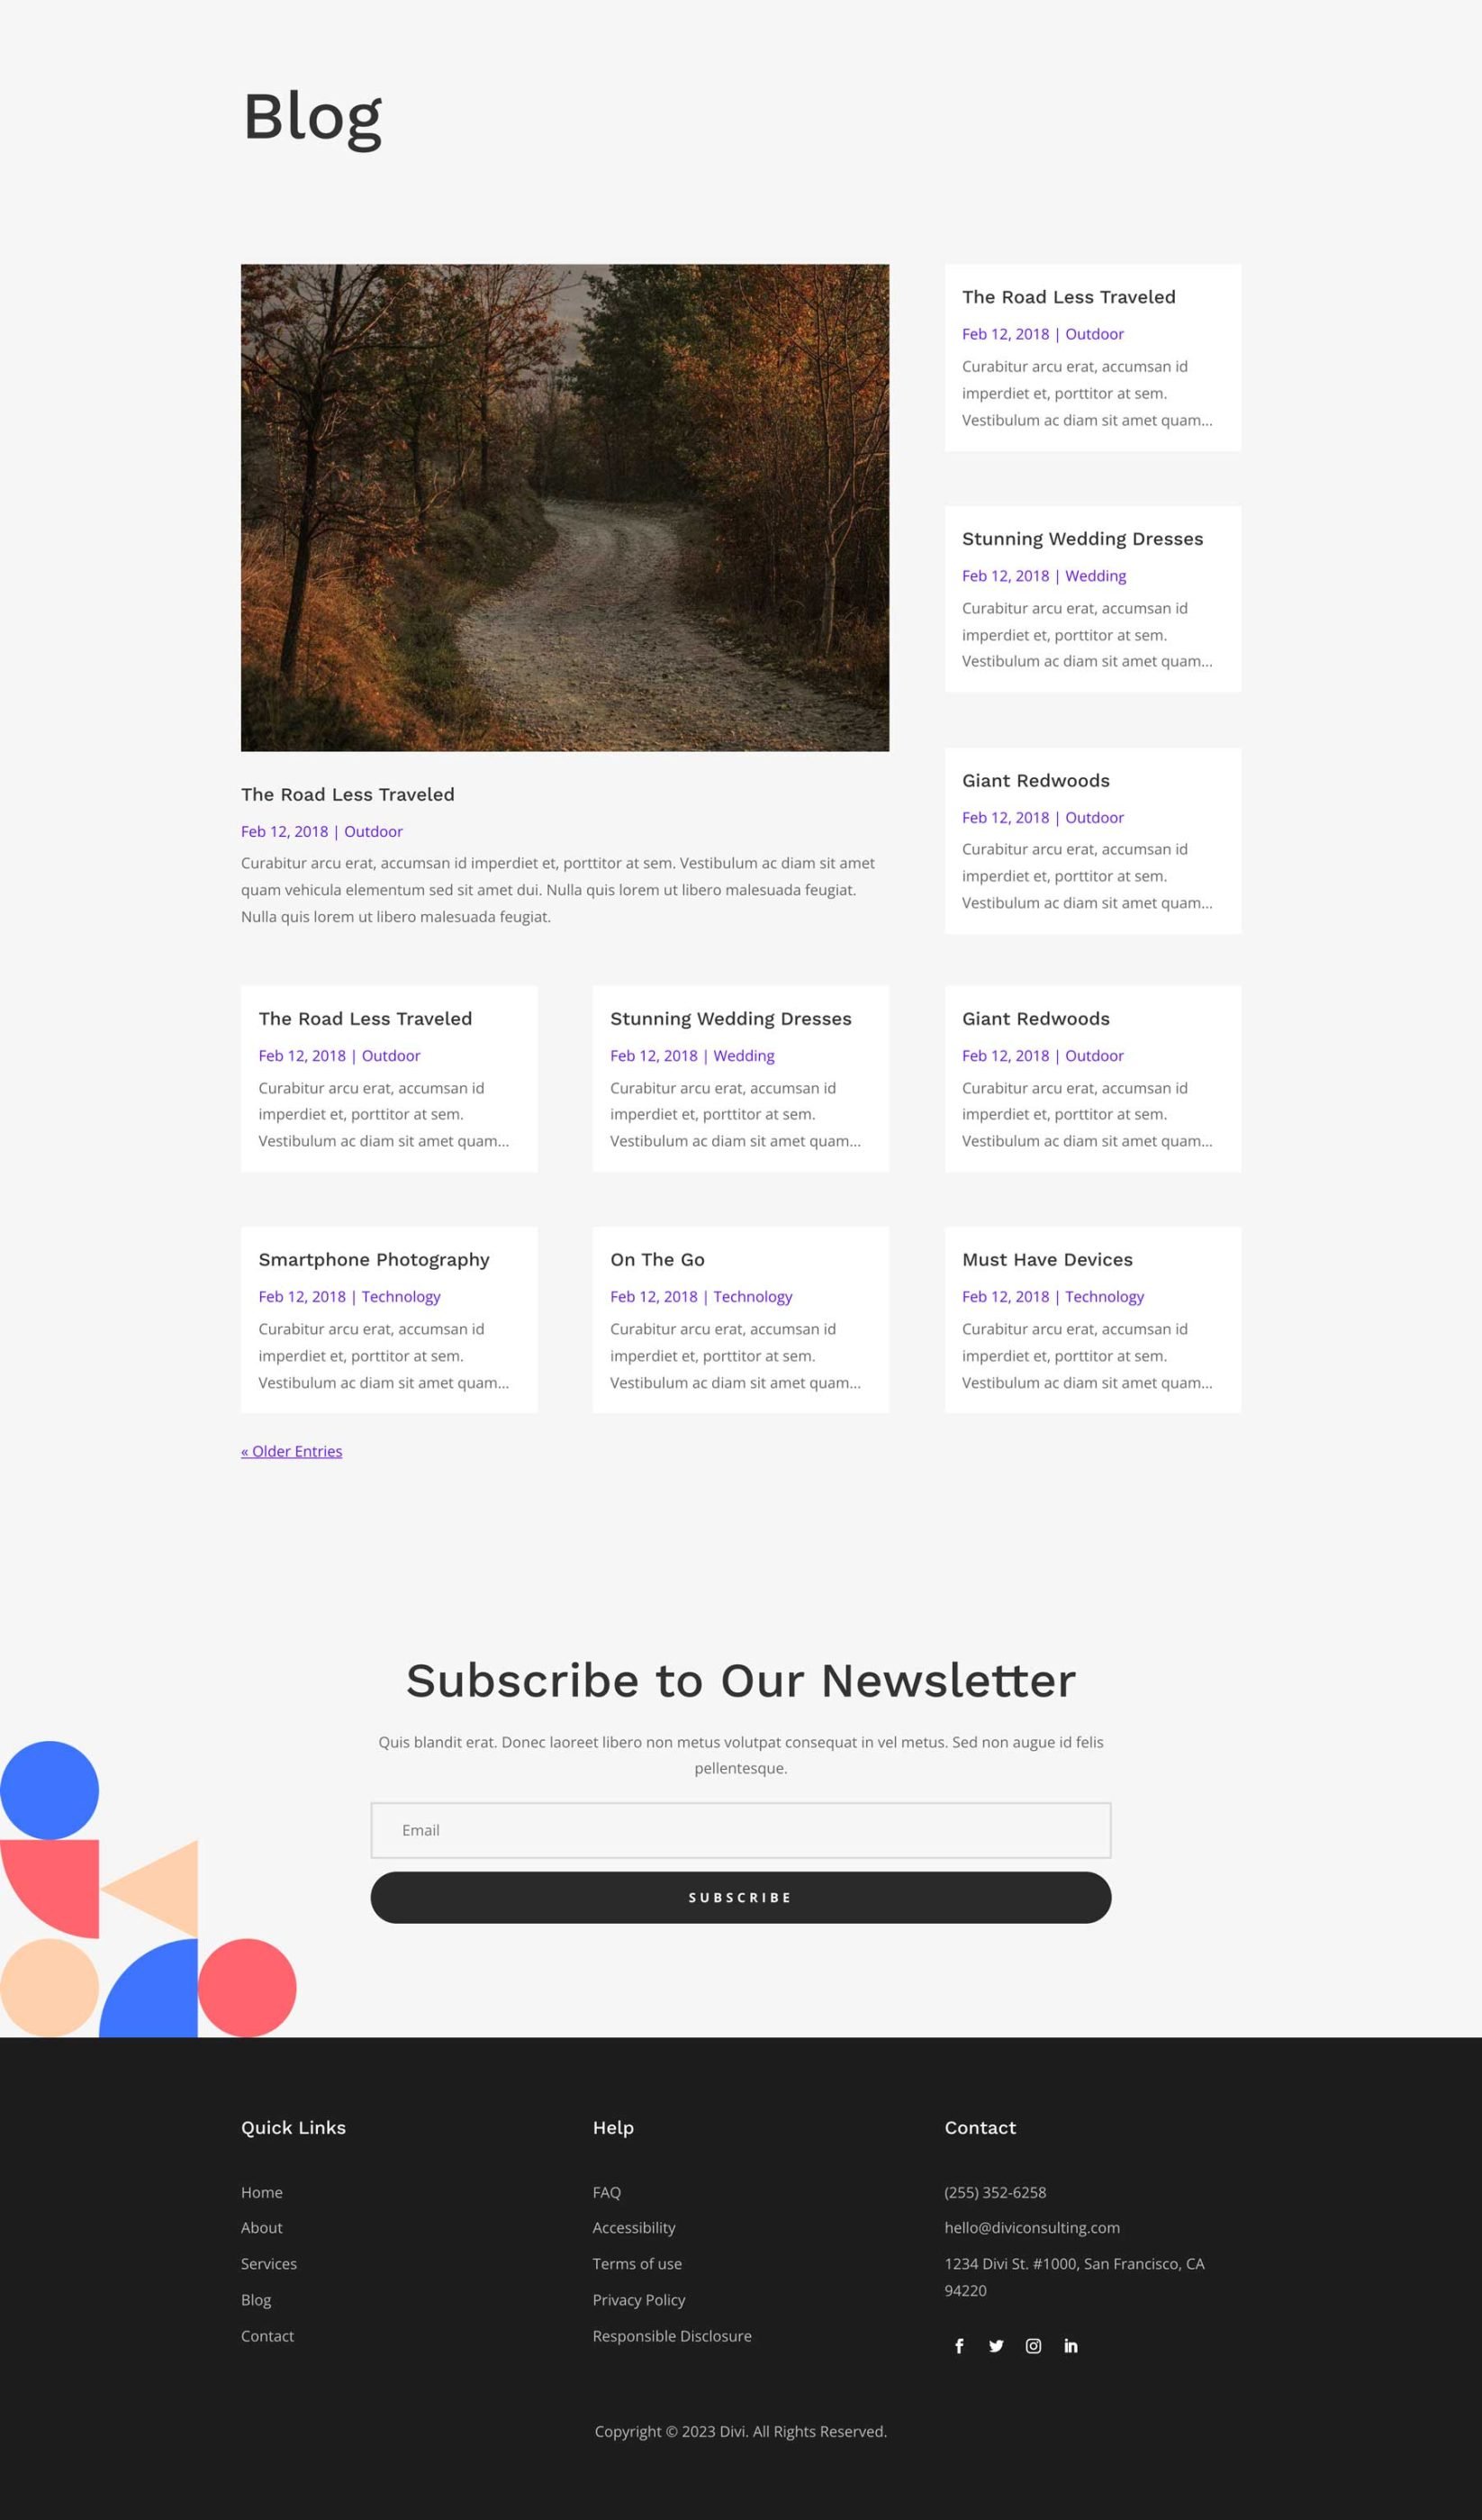 Blog
The Road Less Traveled
Feb 12, 2018 | Outdoor
Curabitur arcu erat, accumsan id imperdiet et, porttitor at sem. Vestibulum ac diam sit amet
quam vehicula elementum sed sit amet dui. Nulla quis lorem ut libero malesuada feugiat.
Nulla quis lorem ut libero malesuada feugiat.
The Road Less Traveled
Feb 12, 2018 | Outdoor
Curabitur arcu erat, accumsan id
imperdiet et, porttitor at sem.
Vestibulum ac diam sit amet quam...
Stunning Wedding Dresses
Feb 12, 2018 | Wedding
Curabitur arcu erat, accumsan id
imperdiet et, porttitor at sem.
Vestibulum ac diam sit amet quam...
Giant Redwoods
Feb 12, 2018 | Outdoor
Curabitur arcu erat, accumsan id
imperdiet et, porttitor at sem.
Vestibulum ac diam sit amet quam...
The Road Less Traveled
Feb 12, 2018 | Outdoor
Curabitur arcu erat, accumsan id
imperdiet et, porttitor at sem.
Vestibulum ac diam sit amet quam...
Stunning Wedding Dresses
Feb 12, 2018 | Wedding
Curabitur arcu erat, accumsan id
imperdiet et, porttitor at sem.
Vestibulum ac diam sit amet quam...
Giant Redwoods
Feb 12, 2018 | Outdoor
Curabitur arcu erat, accumsan id
imperdiet et, porttitor at sem.
Vestibulum ac diam sit amet quam...
Smartphone Photography
Feb 12, 2018 | Technology
Curabitur arcu erat, accumsan id
imperdiet et, porttitor at sem.
Vestibulum ac diam sit amet quam...
On The Go
Feb 12, 2018 | Technology
Curabitur arcu erat, accumsan id
imperdiet et, porttitor at sem.
Vestibulum ac diam sit amet quam...
Must Have Devices
Feb 12, 2018 | Technology
Curabitur arcu erat, accumsan id
imperdiet et, porttitor at sem.
Vestibulum ac diam sit amet quam...
« Older Entries
Subscribe to Our Newsletter
Quis blandit erat. Donec laoreet libero non metus volutpat consequat in vel metus. Sed non augue id felis
pellentesque.
Email
SUBSCRIBE
Quick Links
Home
About
Services
Blog
Contact
Help
FAQ
Accessibility
Terms of use
Privacy Policy
Responsible Disclosure
Contact
(255) 352-6258
hello@diviconsulting.com
1234 Divi St. #1000, San Francisco, CA
94220
Copyright © 2023 Divi. All Rights Reserved.